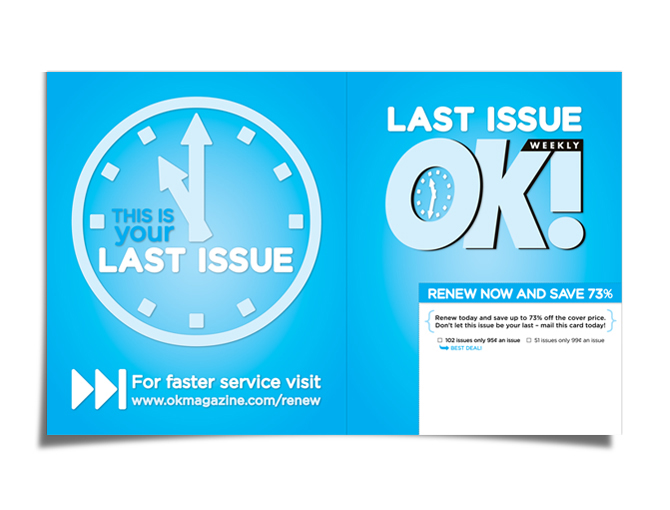 THIS IS
your
LAST ISSUE
For faster service visit
www.okmagazine.com/renew
LAST ISSUE
WEEKLY
OK!
RENEW NOW AND SAVE 73%
Renew today and save up to 73% off the cover price.
Don't let this issue be your last – mail this card today!
102 issues only 95¢ an issue 51 issues only 99¢ an issue
BEST DEAL!